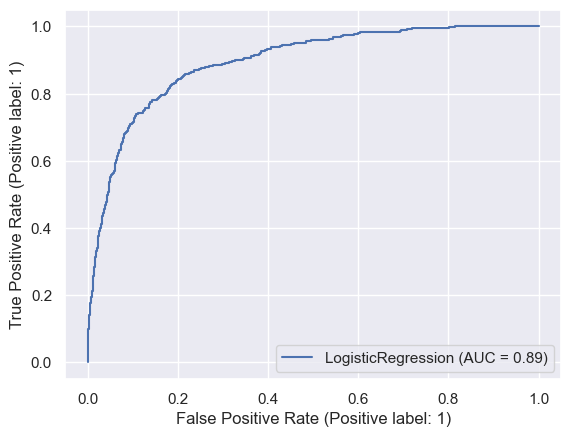 1.0
0.8
0.6
0.4
0.2
0.0
True Positive Rate (Positive label: 1)
LogisticRegression (AUC = 0.89)
0.0 0.2 0.4 0.6 0.8 1.0
False Positive Rate (Positive label: 1)